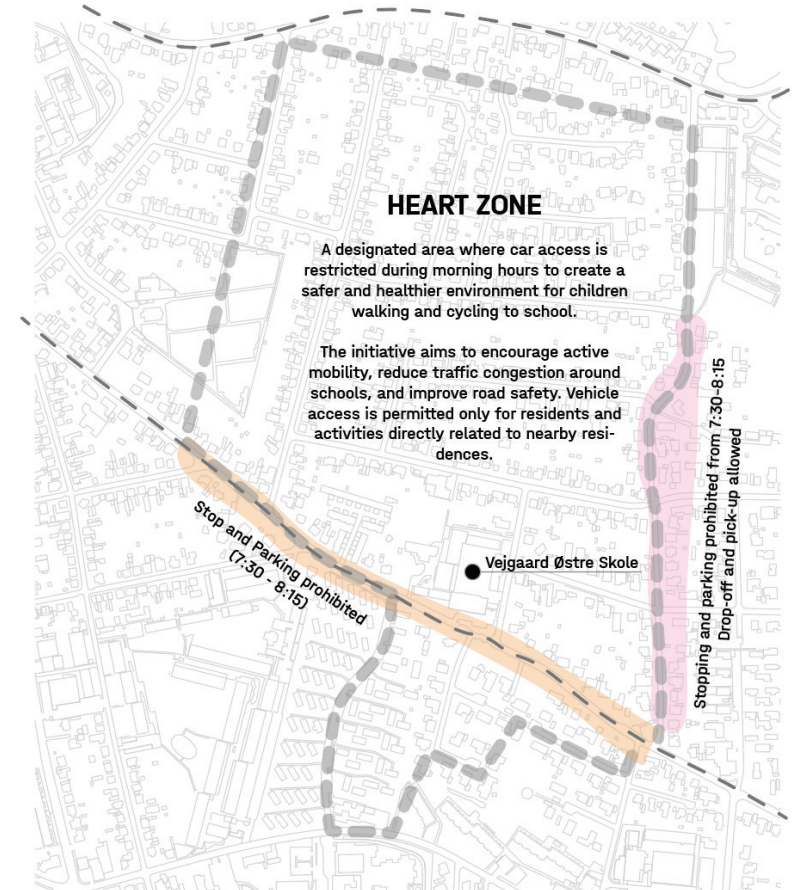 HEART ZONE
A designated area where car access is
restricted during morning hours to create a
safer and healthier environment for children
walking and cycling to school.
The initiative aims to encourage active
mobility, reduce traffic congestion around
schools, and improve road safety. Vehicle
access is permitted only for residents and
activities directly related to nearby resi-
dences.
Stop and Parking prohibited
(7:30 - 8:15)
Vejgaard Østre Skole
Stopping and parking prohibited from 7:30-8:15
Drop-off and pick-up allowed